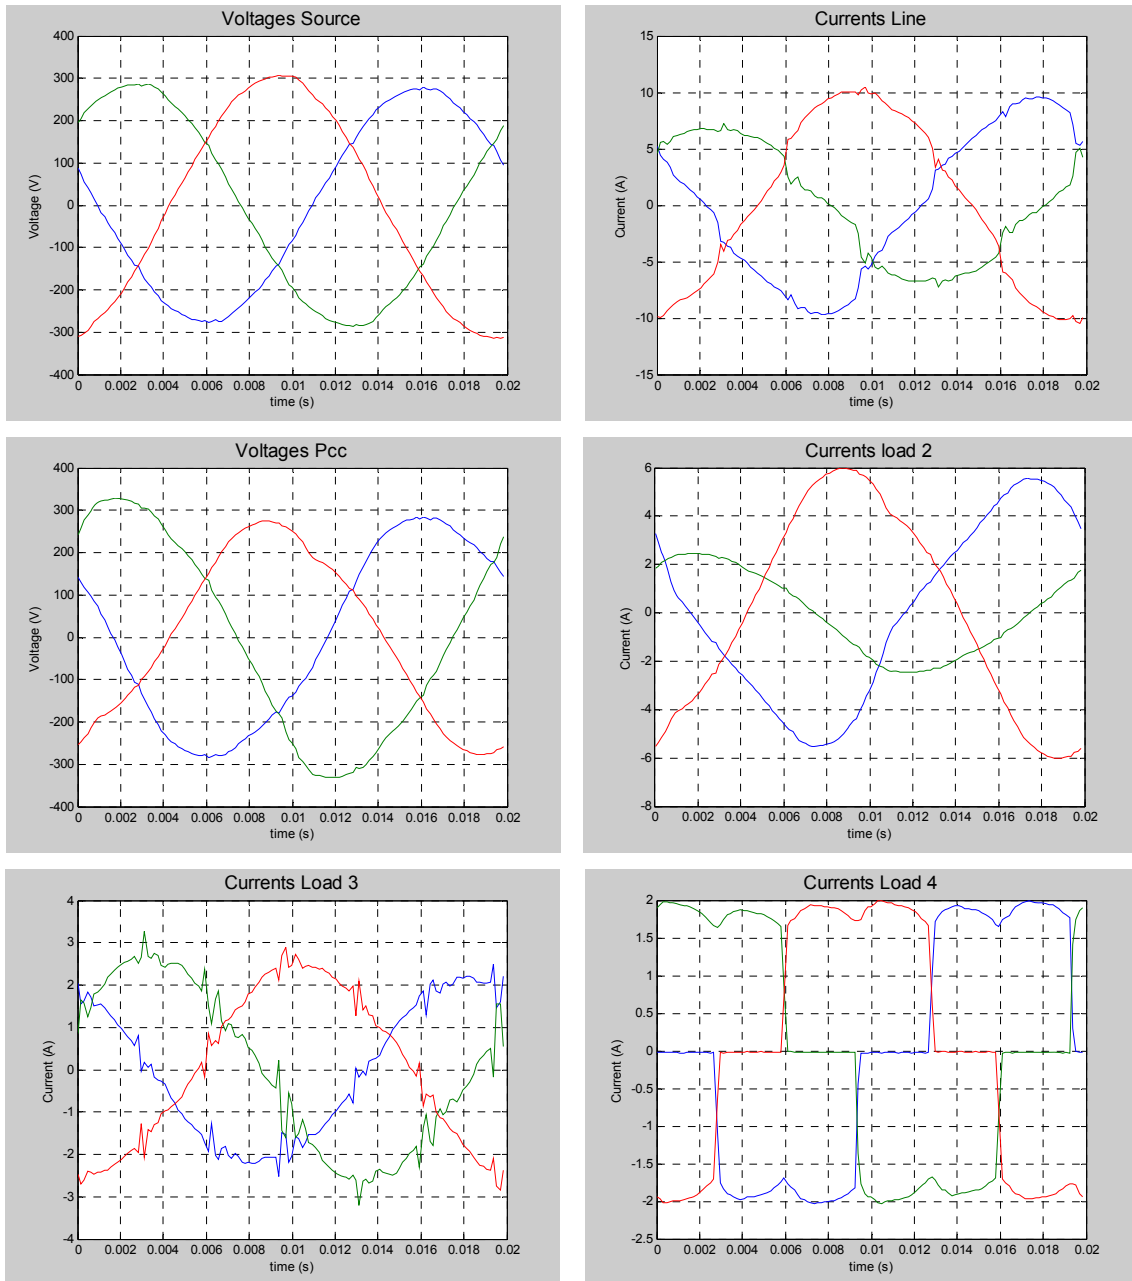 Voltages Source
400
300
200
100
0
-100
-200
-300
-400
Voltage (V)
0 0.002 0.004 0.006 0.008 0.01 0.012 0.014 0.016 0.018 0.02
time (s)
Currents Line
15
10
5
0
-5
-10
-15
Current (A)
0 0.002 0.004 0.006 0.008 0.01 0.012 0.014 0.016 0.018 0.02
time (s)
Voltages Pcc
400
300
200
100
0
-100
-200
-300
-400
Voltage (V)
0 0.002 0.004 0.006 0.008 0.01 0.012 0.014 0.016 0.018 0.02
time (s)
Currents load 2
6
4
2
0
-2
-4
-6
-8
Current (A)
0 0.002 0.004 0.006 0.008 0.01 0.012 0.014 0.016 0.018 0.02
time (s)
Currents Load 3
4
3
2
1
0
-1
-2
-3
-4
Current (A)
0 0.002 0.004 0.006 0.008 0.01 0.012 0.014 0.016 0.018 0.02
time (s)
Currents Load 4
2
1.5
1
0.5
0
-0.5
-1
-1.5
-2
-2.5
Current (A)
0 0.002 0.004 0.006 0.008 0.01 0.012 0.014 0.016 0.018 0.02
time (s)